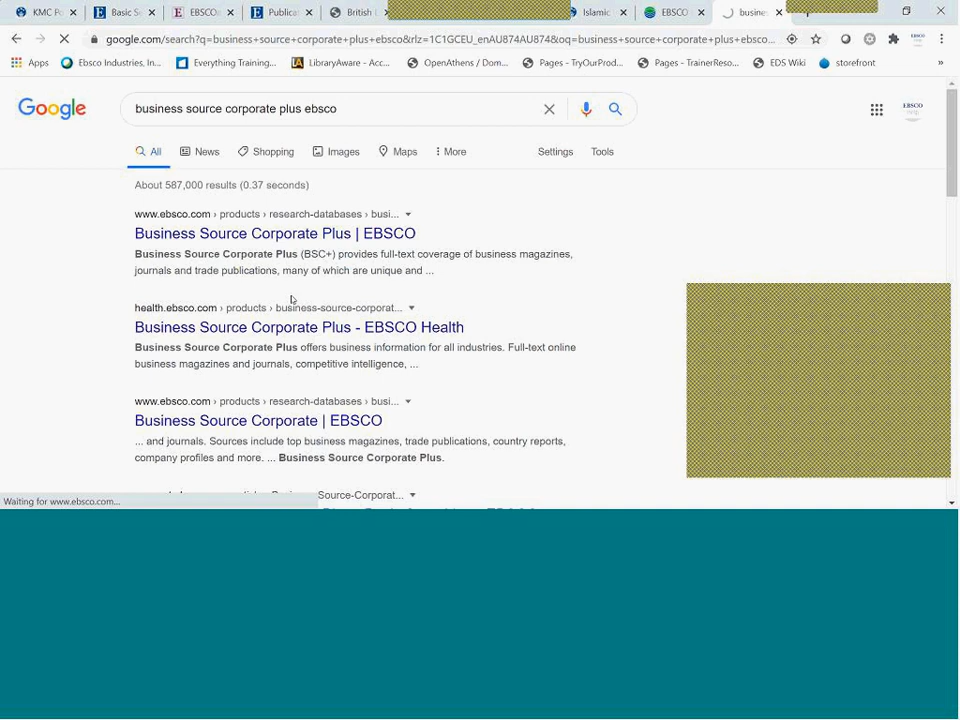 KMC Po
Basic Se
EBSCO
Publica
British L
Islamic
EBSCO
busine
google.com/search?q=business+source+corporate+plus+ebsco&rlz=1C1GCEU_enAU874AU874&oq=business+source+corporate+plus+ebsco...
Apps
Ebsco Industries, In...
Everything Training...
LibraryAware - Acc...
OpenAthens / Dom...
Pages - TryOurProd...
Pages - TrainerReso...
EDS Wiki
storefront
»
Google
business source corporate plus ebsco
EBSCO
All
News
Shopping
Images
Maps
More
Settings
Tools
About 587,000 results (0.37 seconds)
www.ebsco.com › products › research-databases › busi...
Business Source Corporate Plus | EBSCO
Business Source Corporate Plus (BSC+) provides full-text coverage of business magazines,
journals and trade publications, many of which are unique and ...
health.ebsco.com › products › business-source-corporat...
Business Source Corporate Plus - EBSCO Health
Business Source Corporate Plus offers business information for all industries. Full-text online
business magazines and journals, competitive intelligence, ...
www.ebsco.com › products › research-databases › busi...
Business Source Corporate | EBSCO
... and journals. Sources include top business magazines, trade publications, country reports,
company profiles and more. ... Business Source Corporate Plus.
Source-Corporat...
Waiting for www.ebsco.com...